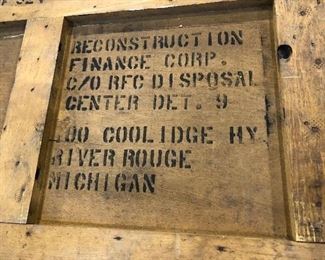 RECONSTRUCTION
FINANCE CORP.
C/O RFC DISPOSAL
CENTER DET. 9
COOLIDGE HY
RIVER ROUGE
MICHIGAN